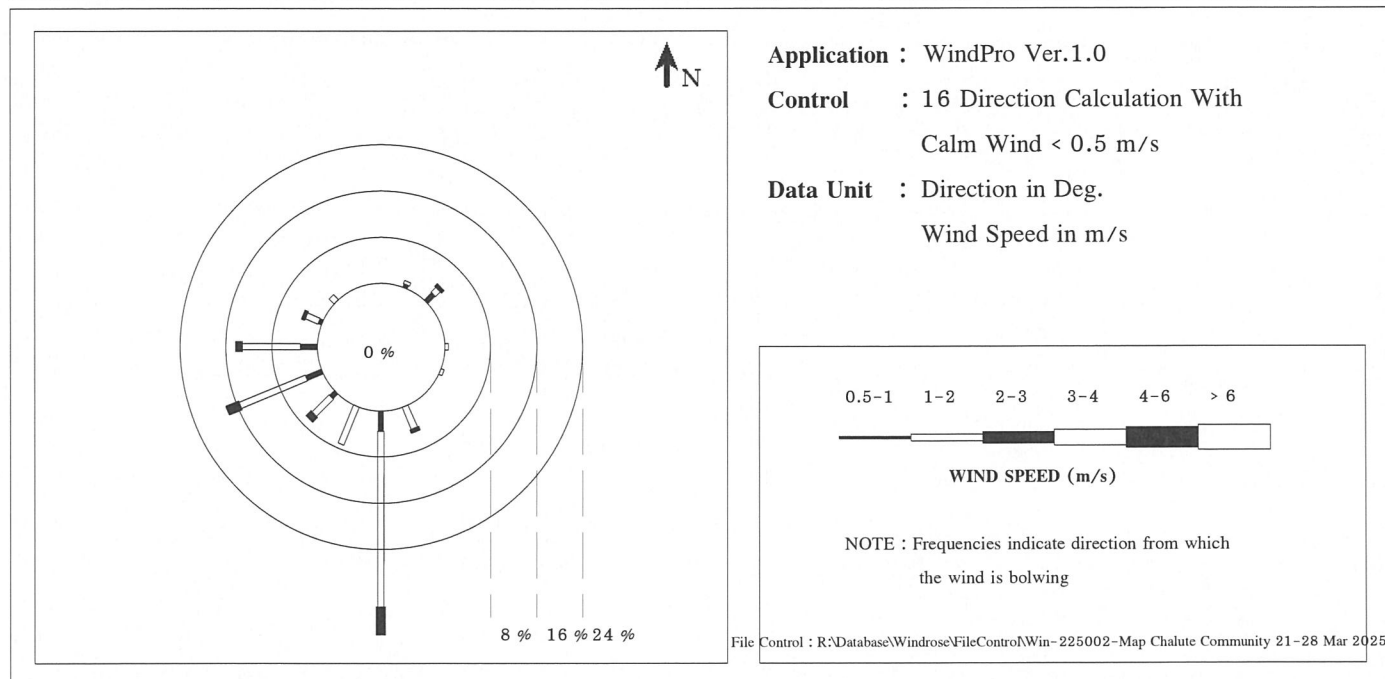 N
0 %
8 % 16 % 24 %
Application : WindPro Ver.1.0
Control : 16 Direction Calculation With
Calm Wind < 0.5 m/s
Data Unit : Direction in Deg.
Wind Speed in m/s
0.5-1 1-2 2-3 3-4 4-6 > 6
WIND SPEED (m/s)
NOTE : Frequencies indicate direction from which
the wind is bolwing
File Control : R:\Database\Windrose\FileControl\Win-225002-Map Chalute Community 21-28 Mar 2025